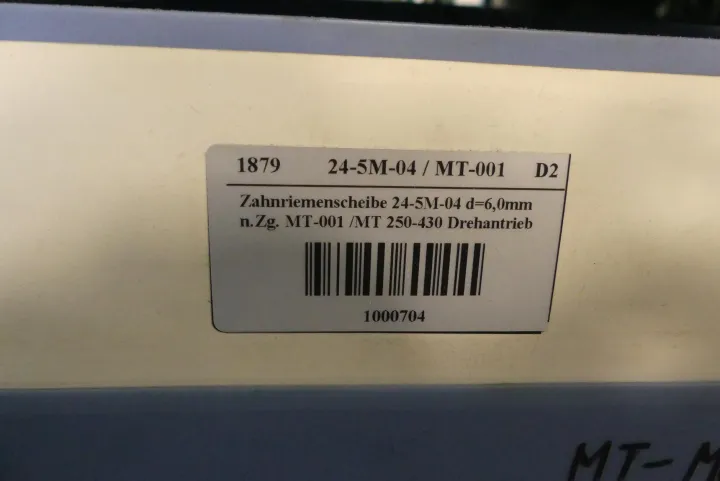 1879 24-5M-04 / MT-001 D2
Zahnriemenscheibe 24-5M-04 d=6,0mm
n.Zg. MT-001 /MT 250-430 Drehantrieb
1000704
MT-M